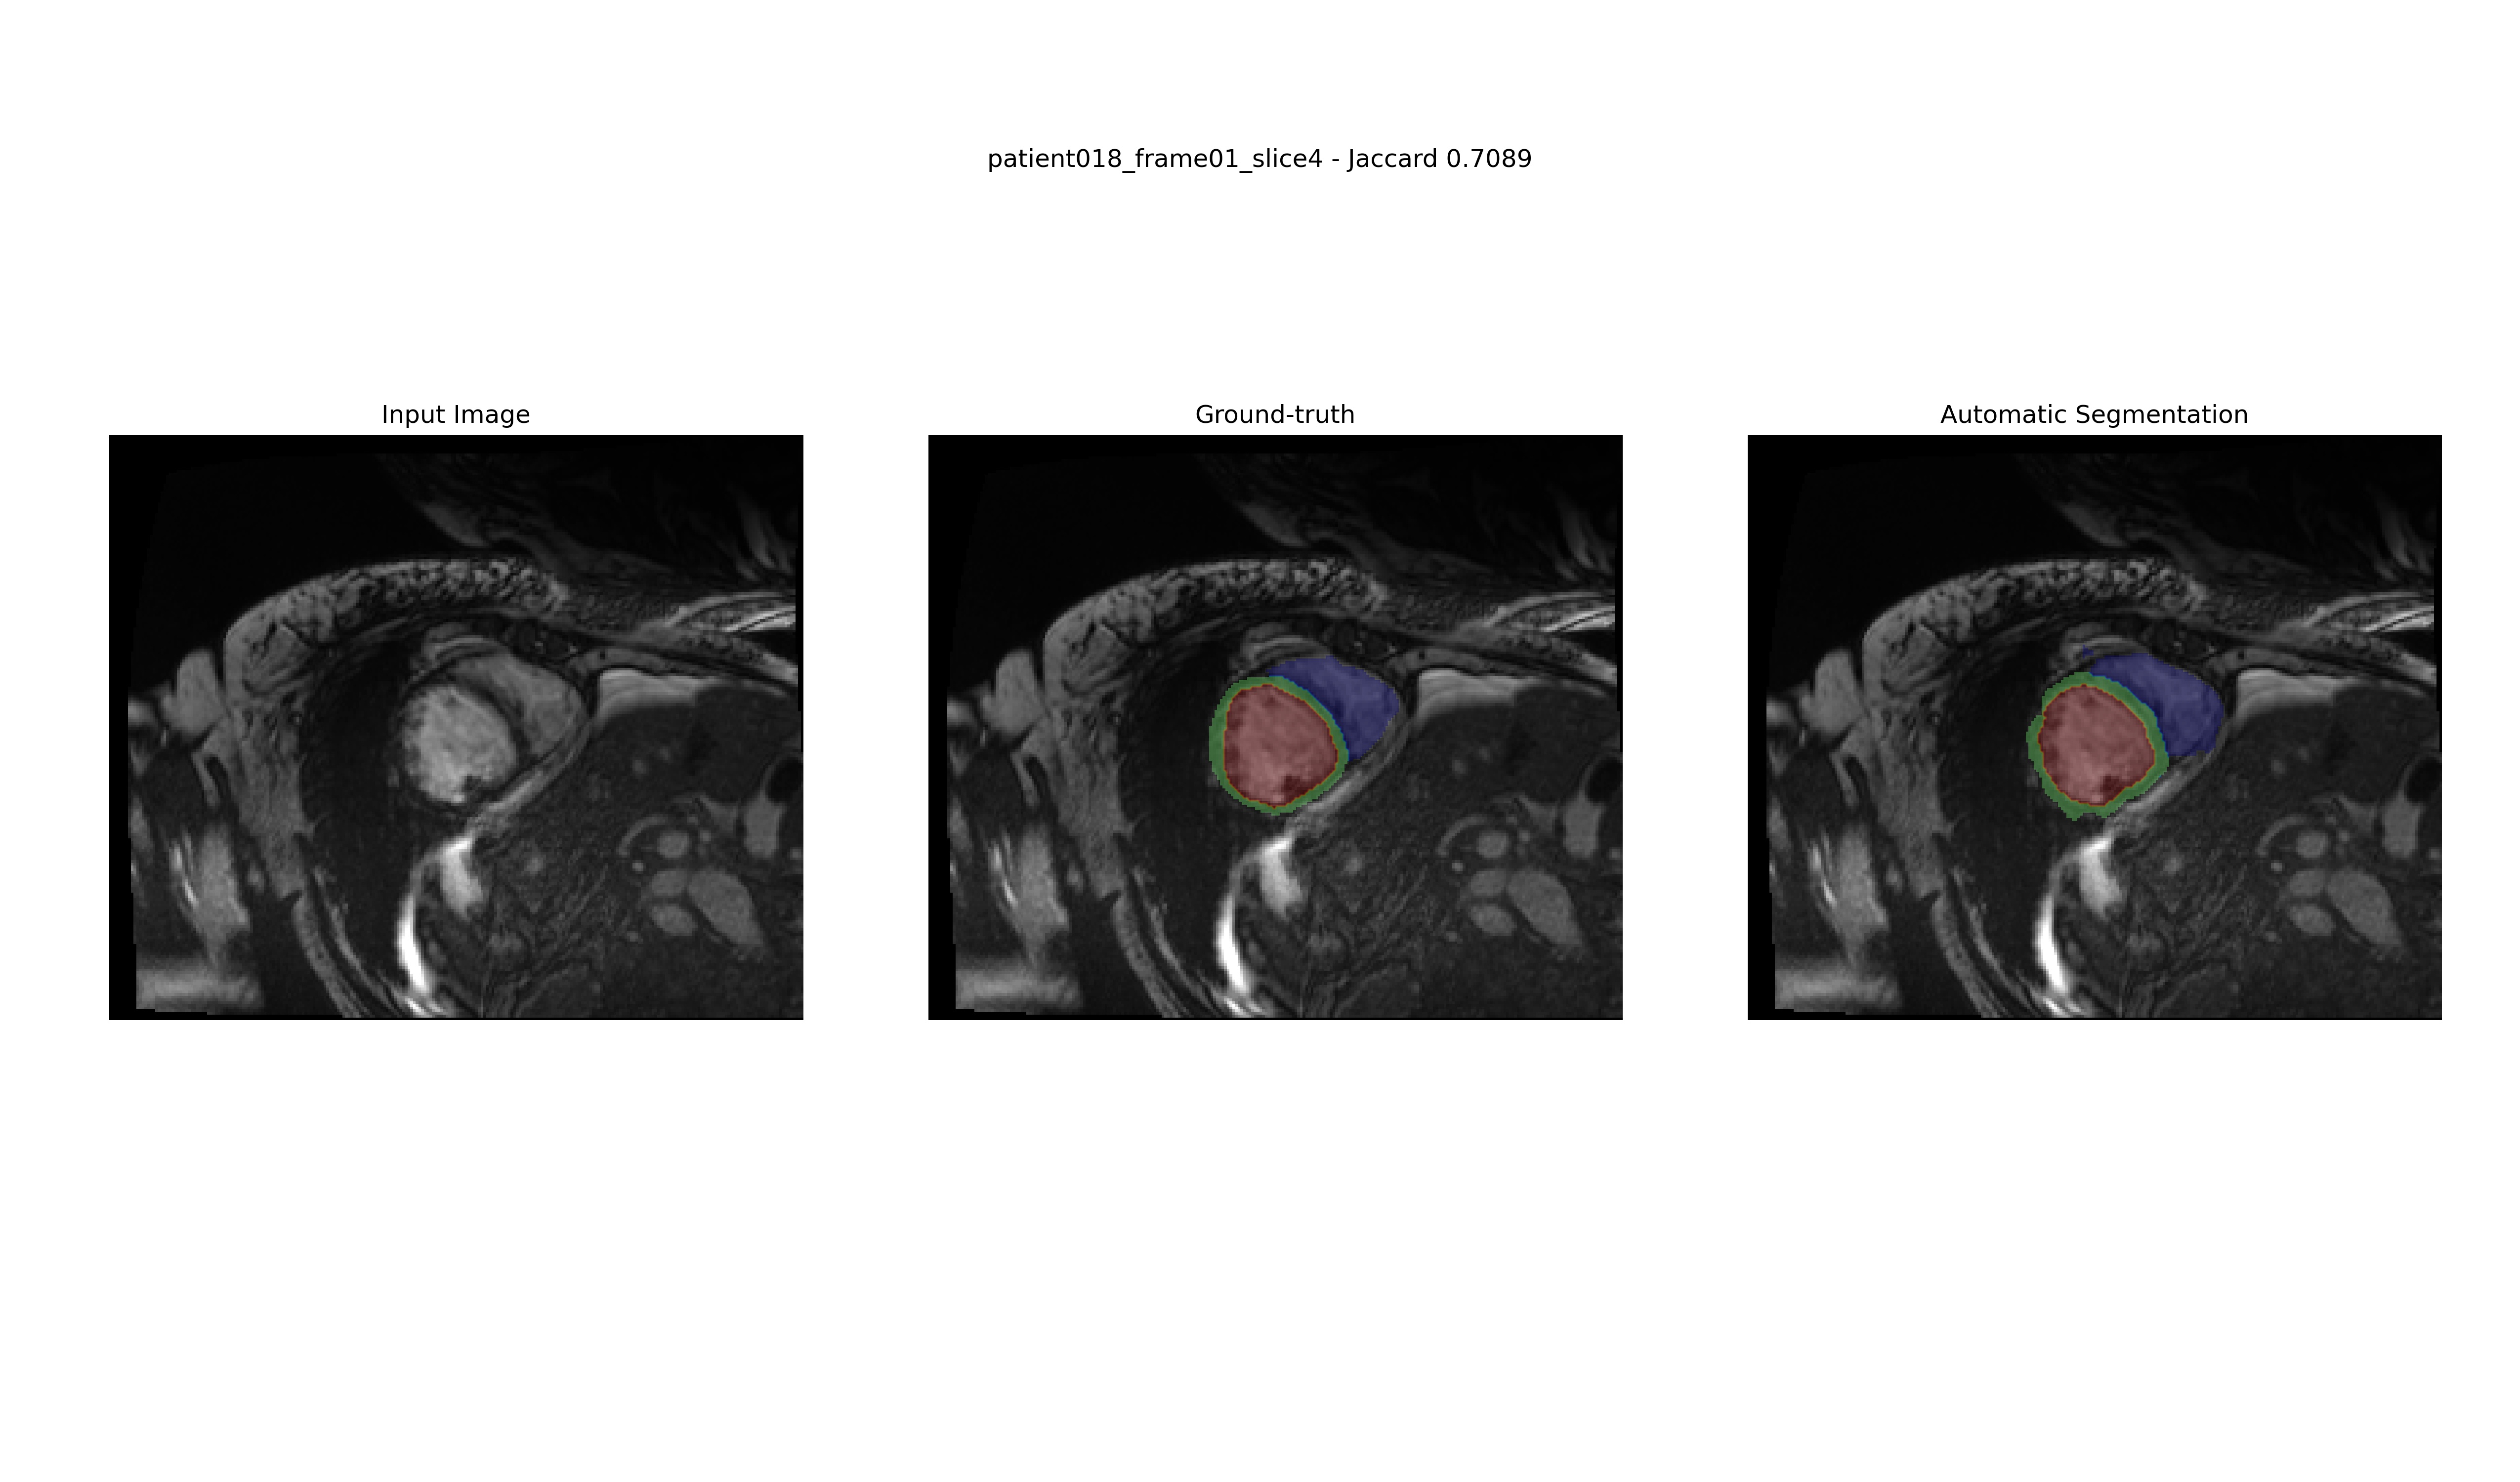 patient018_frame01_slice4 - Jaccard 0.7089
Input Image
Ground-truth
Automatic Segmentation